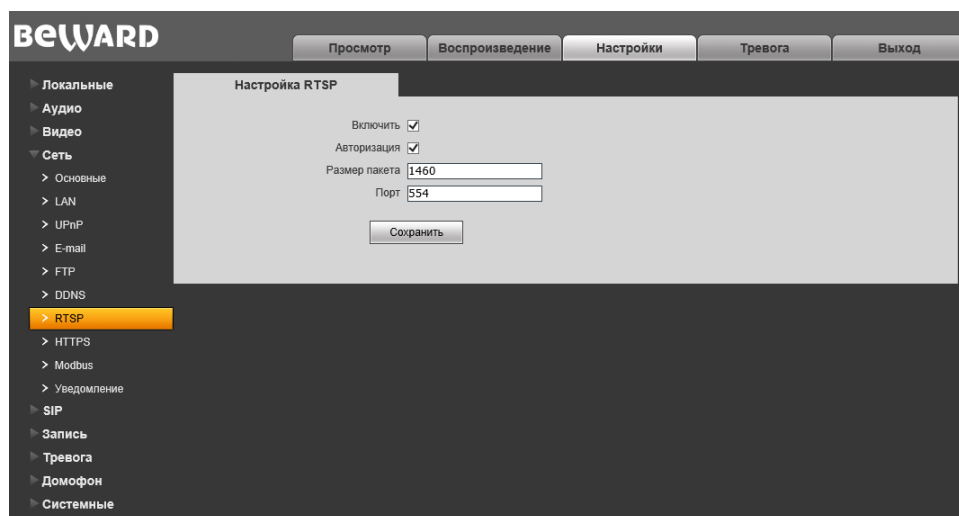 BEWARD
Просмотр Воспроизведение Настройки Тревога Выход
Локальные
Аудио
Видео
Сеть
Основные
LAN
UPnP
E-mail
FTP
DDNS
RTSP
HTTPS
Modbus
Уведомление
SIP
Запись
Тревога
Домофон
Системные
Настройка RTSP
Включить
Авторизация
Размер пакета 1460
Порт 554
Сохранить